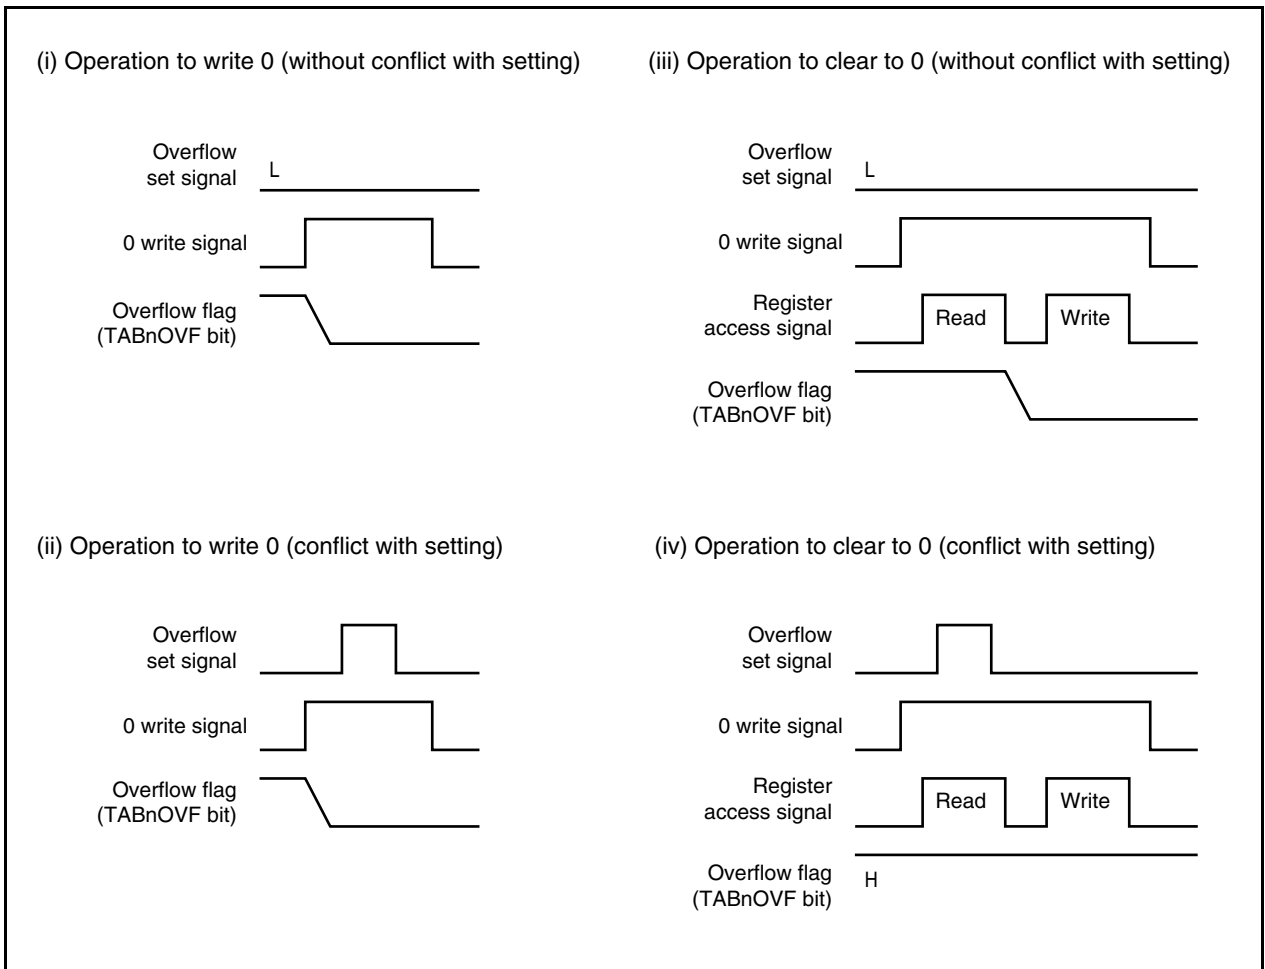 (i) Operation to write 0 (without conflict with setting)
Overflow
set signal
L
0 write signal
Overflow flag
(TABnOVF bit)
(iii) Operation to clear to 0 (without conflict with setting)
Overflow
set signal
L
0 write signal
Register
access signal
Read
Write
Overflow flag
(TABnOVF bit)
(ii) Operation to write 0 (conflict with setting)
Overflow
set signal
0 write signal
Overflow flag
(TABnOVF bit)
(iv) Operation to clear to 0 (conflict with setting)
Overflow
set signal
0 write signal
Register
access signal
Read
Write
Overflow flag
(TABnOVF bit)
H